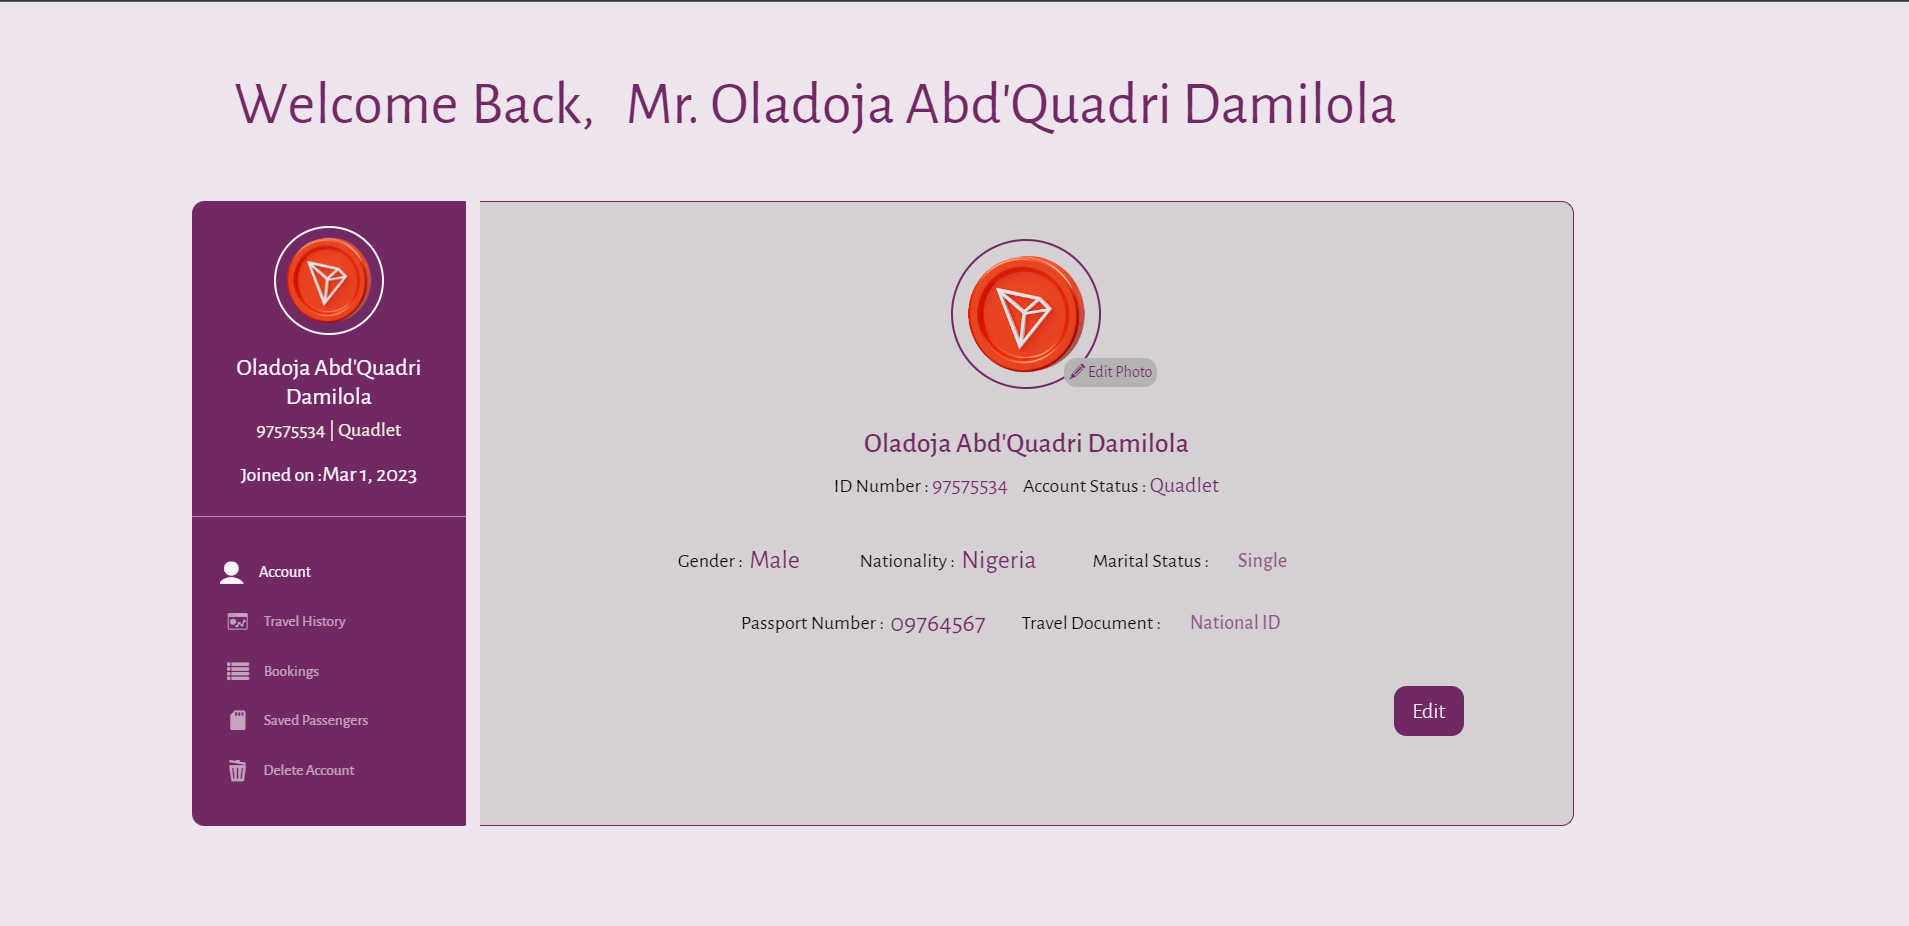 Welcome Back, Mr. Oladoja Abd'Quadri Damilola
Oladoja Abd'Quadri
Damilola
97575534 | Quadlet
Joined on :Mar 1, 2023
Account
Travel History
Bookings
Saved Passengers
Delete Account
Edit Photo
Oladoja Abd'Quadri Damilola
ID Number : 97575534 Account Status : Quadlet
Gender : Male Nationality : Nigeria Marital Status : Single
Passport Number : 09764567 Travel Document : National ID
Edit